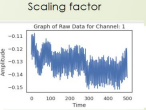 Scaling factor
Graph of Raw Data for Channel: 1
Amplitude
-0.11
-0.12
-0.13
-0.14
-0.15
0 100 200 300 400 500
Time